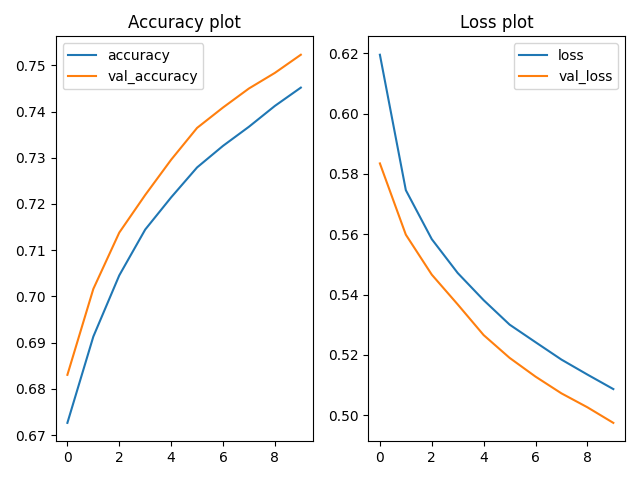 Accuracy plot
accuracy
val_accuracy
0.75
0.74
0.73
0.72
0.71
0.70
0.69
0.68
0.67
0 2 4 6 8
Loss plot
loss
val_loss
0.62
0.60
0.58
0.56
0.54
0.52
0.50
0 2 4 6 8